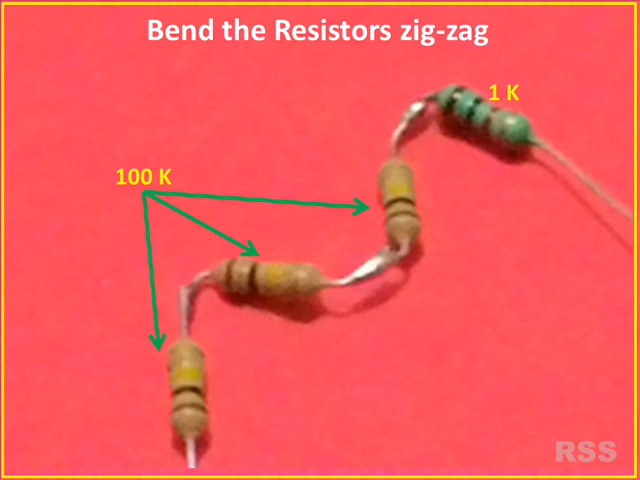 Bend the Resistors zig-zag
1 K
100 K
RSS